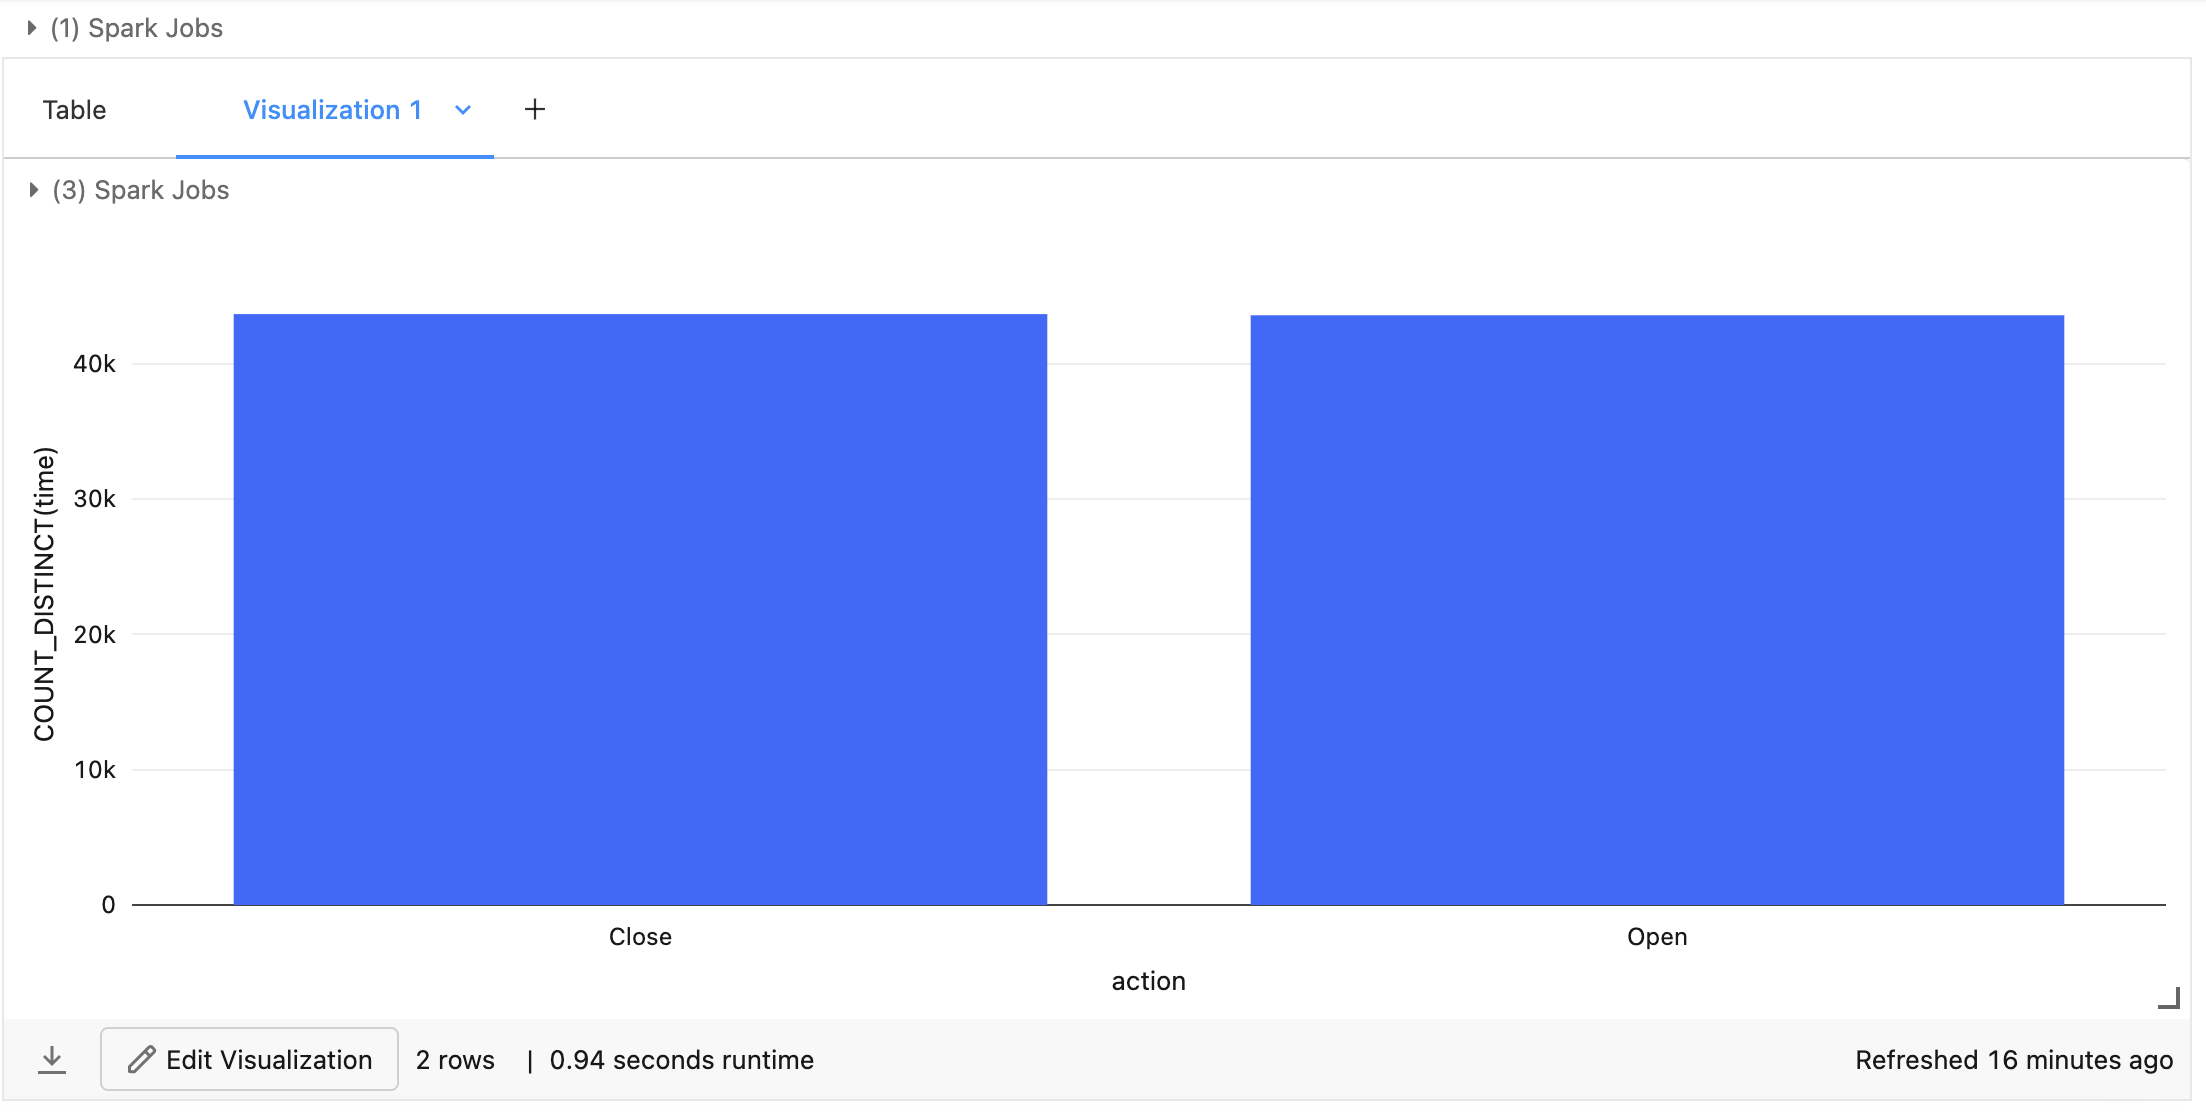 (1) Spark Jobs
Table
Visualization 1
(3) Spark Jobs
COUNT_DISTINCT(time)
40k
30k
20k
10k
0
Close
Open
action
Edit Visualization
2 rows | 0.94 seconds runtime
Refreshed 16 minutes ago